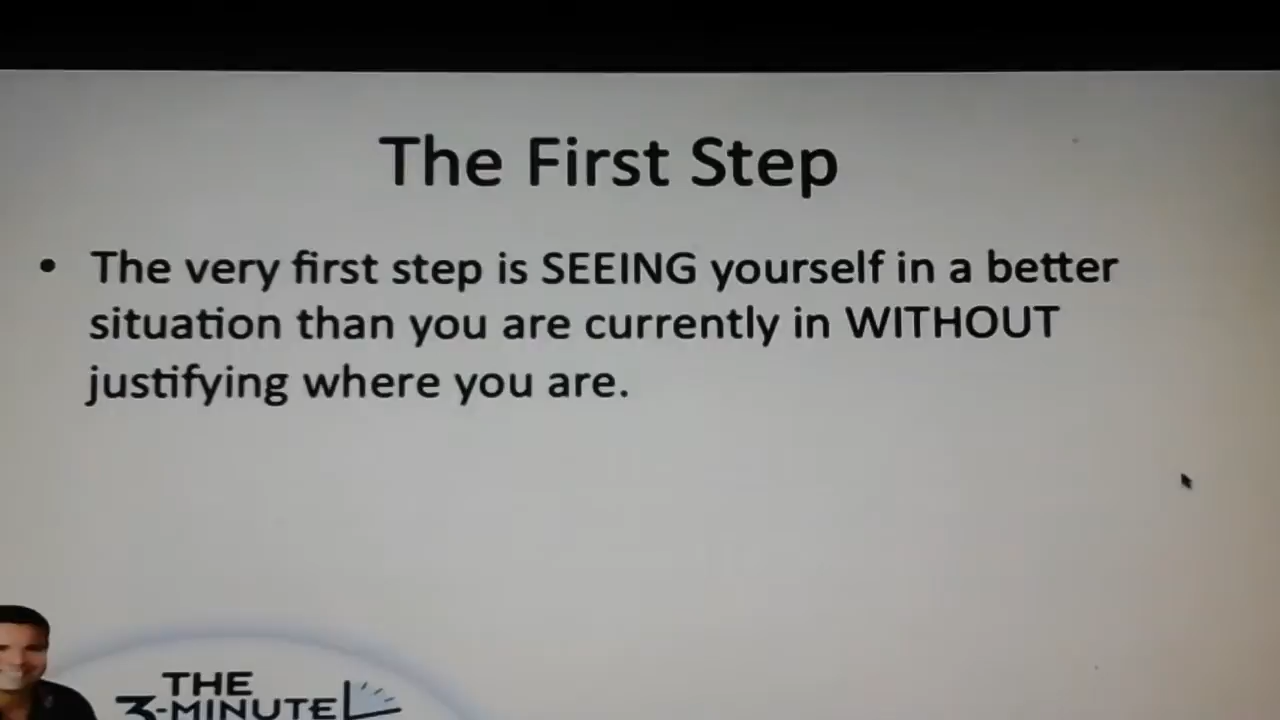 The First Step
• The very first step is SEEING yourself in a better
situation than you are currently in WITHOUT
justifying where you are.
THE
3-MINUTE